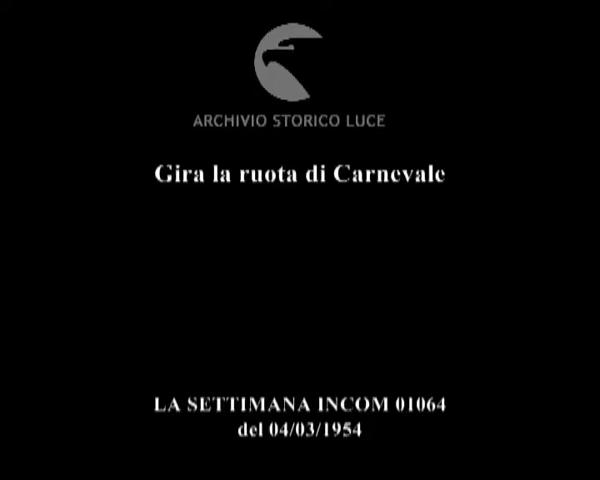 ARCHIVIO STORICO LUCE
Gira la ruota di Carnevale
LA SETTIMANA INCOM 01064
del 04/03/1954